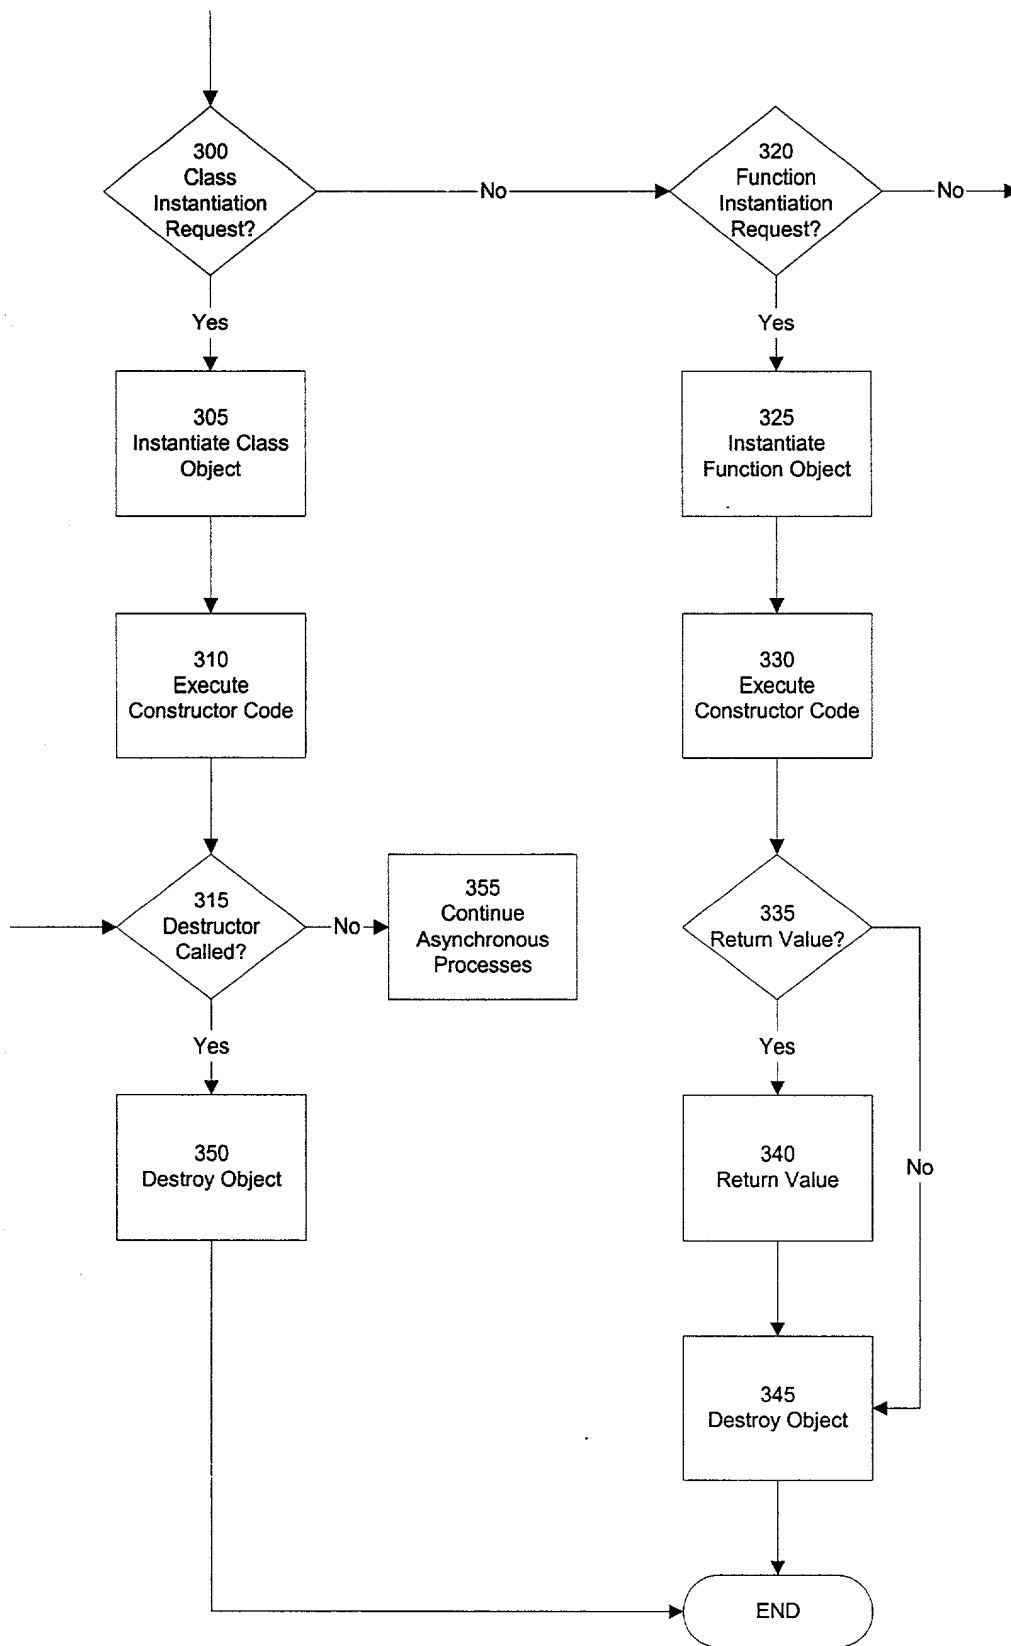 300
Class
Instantiation
Request?
No
320
Function
Instantiation
Request?
No
Yes
Yes
305
Instantiate Class
Object
325
Instantiate
Function Object
310
Execute
Constructor Code
330
Execute
Constructor Code
315
Destructor
Called?
No
355
Continue
Asynchronous
Processes
335
Return Value?
Yes
Yes
350
Destroy Object
340
Return Value
No
345
Destroy Object
END